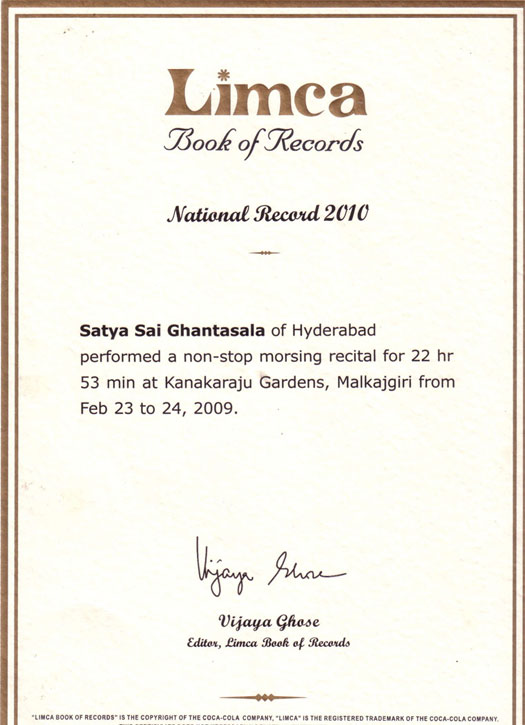 Limca
Book of Records
National Record 2010
Satya Sai Ghantasala of Hyderabad
performed a non-stop morsing recital for 22 hr
53 min at Kanakaraju Gardens, Malkajgiri from
Feb 23 to 24, 2009.
Vijaya Ghose
Vijaya Ghose
Editor, Limca Book of Records
"LIMCA BOOK OF RECORDS" IS THE COPYRIGHT OF THE COCA-COLA COMPANY, "LIMCA" IS THE REGISTERED TRADEMARK OF THE COCA-COLA COMPANY.